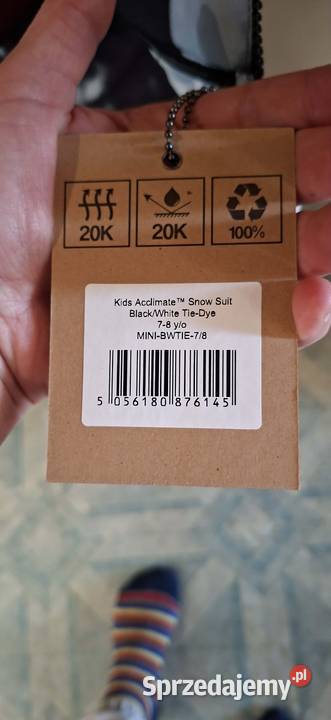 20K 20K 100%
Kids Acclimate™ Snow Suit
Black/White Tie-Dye
7-8 y/o
MINI-BWTIE-7/8
5 056180 876145
Sprzedajemy.pl